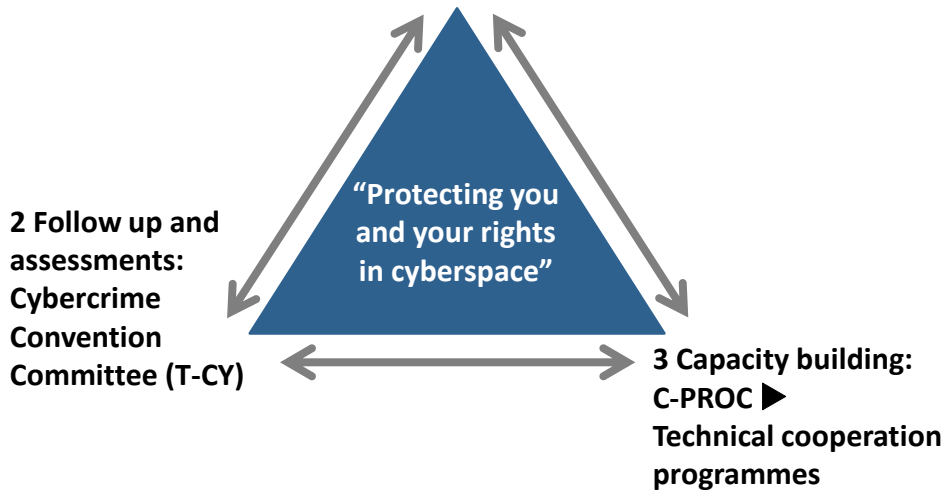 “Protecting you
and your rights
in cyberspace”
2 Follow up and
assessments:
Cybercrime
Convention
Committee (T-CY)
3 Capacity building:
C-PROC ▶
Technical cooperation
programmes